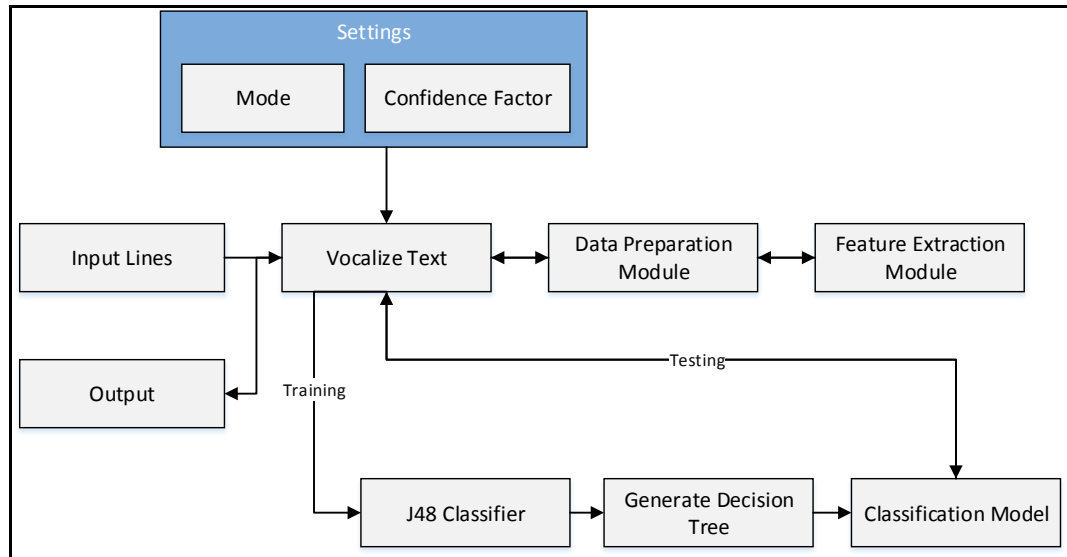 Settings
Mode
Confidence Factor
Input Lines
Vocalize Text
Data Preparation
Module
Feature Extraction
Module
Output
Training
Testing
J48 Classifier
Generate Decision
Tree
Classification Model